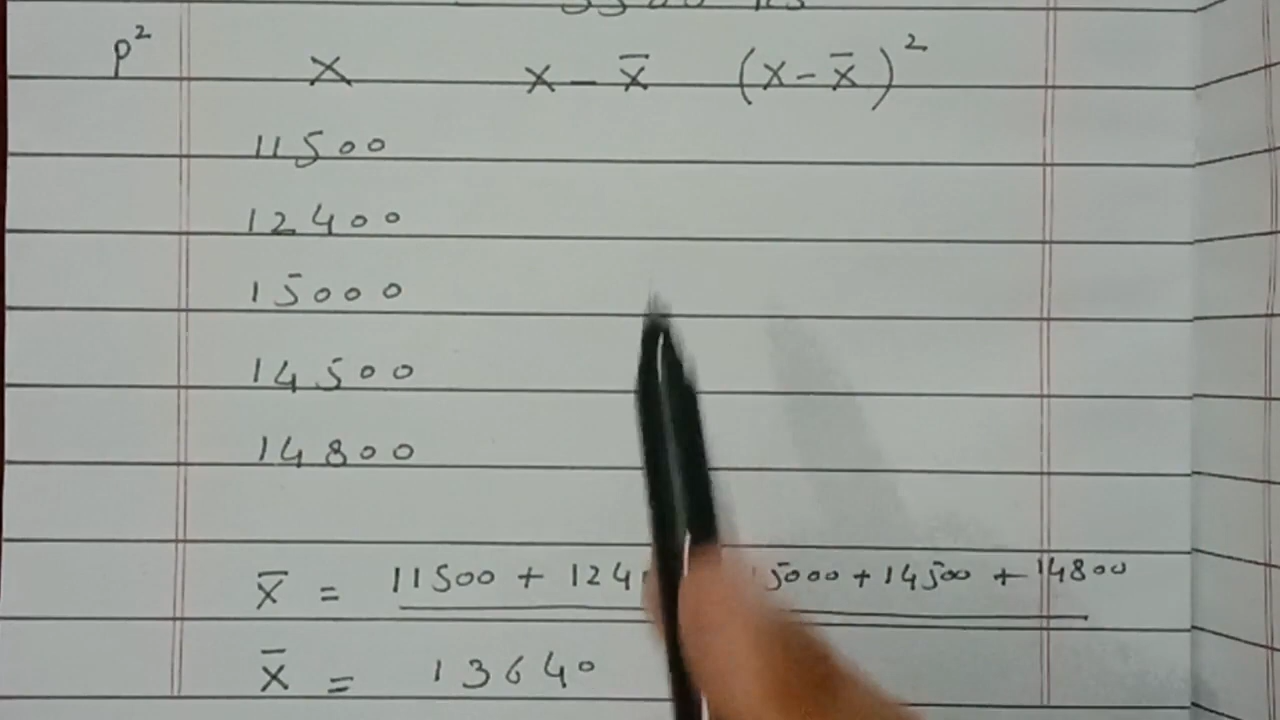 p² x x - x̄ (x - x̄)²
11500
12400
15000
14500
14800
x̄ = 11500 + 124 5000 + 14500 + 14800
x̄ = 13640